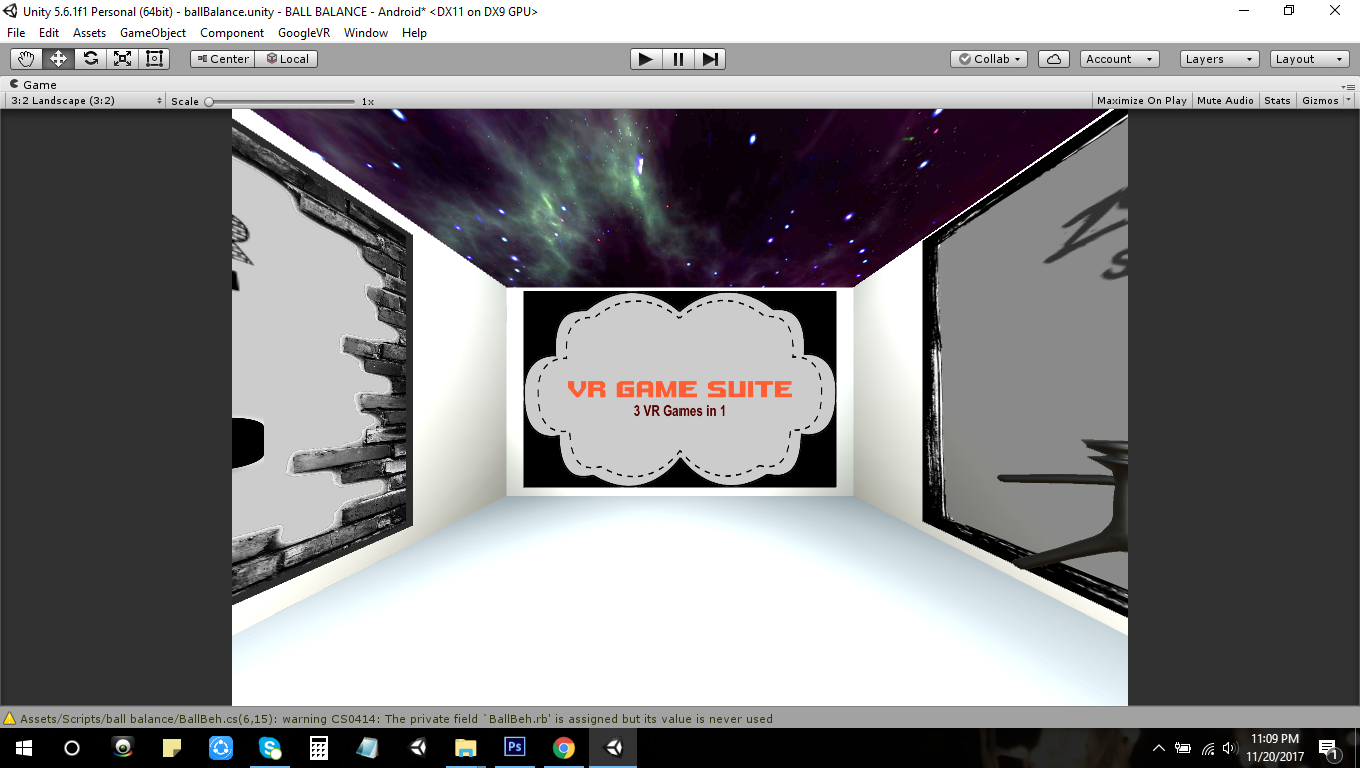 Unity 5.6.1f1 Personal (64bit) - ballBalance.unity - BALL BALANCE - Android* <DX11 on DX9 GPU>
File Edit Assets GameObject Component GoogleVR Window Help
Center Local Collab Account Layers Layout
Game
3:2 Landscape (3:2) Scale 1x Maximize On Play Mute Audio Stats Gizmos
VR GAME SUITE
3 VR Games in 1
Assets/Scripts/ball balance/BallBeh.cs(6,15): warning CS0414: The private field `BallBeh.rb' is assigned but its value is never used
Ps
11:09 PM
11/20/2017
1